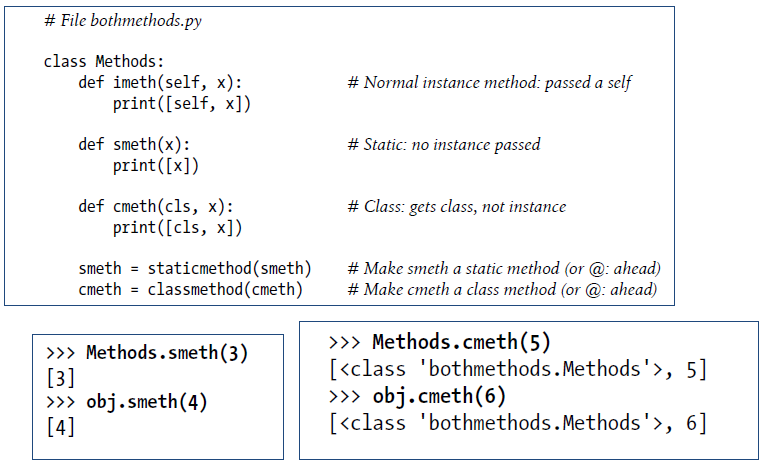 # File bothmethods.py
class Methods:
    def imeth(self, x):                # Normal instance method: passed a self
        print([self, x])
    def smeth(x):                      # Static: no instance passed
        print([x])
    def cmeth(cls, x):                 # Class: gets class, not instance
        print([cls, x])
    smeth = staticmethod(smeth)        # Make smeth a static method (or @: ahead)
    cmeth = classmethod(cmeth)         # Make cmeth a class method (or @: ahead)
>>> Methods.smeth(3)
[3]
>>> obj.smeth(4)
[4]
>>> Methods.cmeth(5)
[<class 'bothmethods.Methods'>, 5]
>>> obj.cmeth(6)
[<class 'bothmethods.Methods'>, 6]